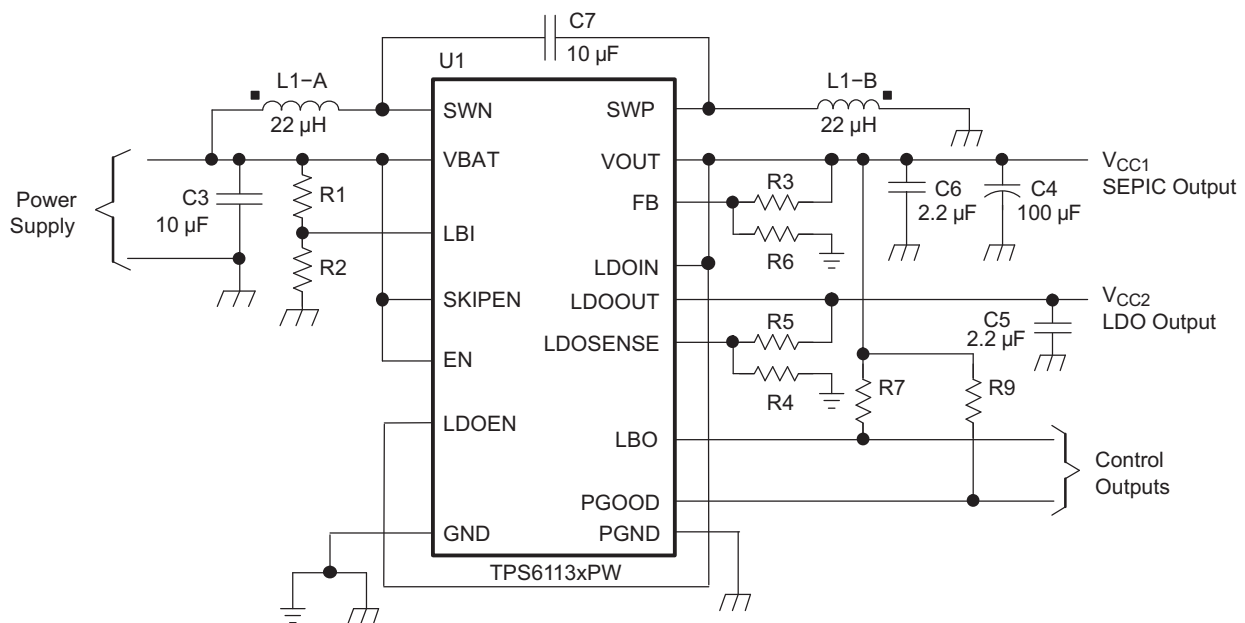 C7
10 µF
U1
L1−A
22 µH
L1−B
22 µH
SWN
SWP
VBAT
VOUT
VCC1
SEPIC Output
Power
Supply
C3
10 µF
R1
R3
C6
2.2 µF
C4
100 µF
FB
LBI
R2
R6
LDOIN
SKIPEN
LDOOUT
VCC2
LDO Output
R5
C5
2.2 µF
LDOSENSE
EN
R4
R7
R9
LDOEN
LBO
Control
Outputs
PGOOD
GND
PGND
TPS6113xPW